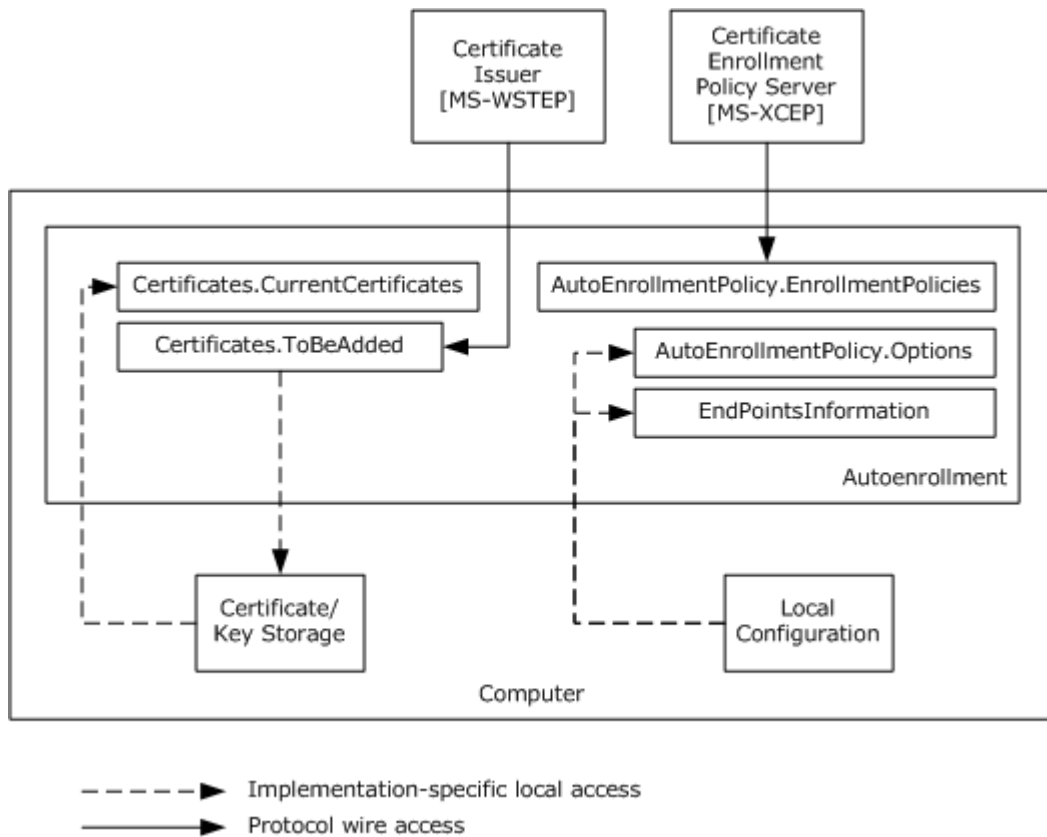 Certificate
Issuer
[MS-WSTEP]
Certificate
Enrollment
Policy Server
[MS-XCEP]
Certificates.CurrentCertificates
AutoEnrollmentPolicy.EnrollmentPolicies
Certificates.ToBeAdded
AutoEnrollmentPolicy.Options
EndPointsInformation
Autoenrollment
Certificate/
Key Storage
Local
Configuration
Computer
Implementation-specific local access
Protocol wire access